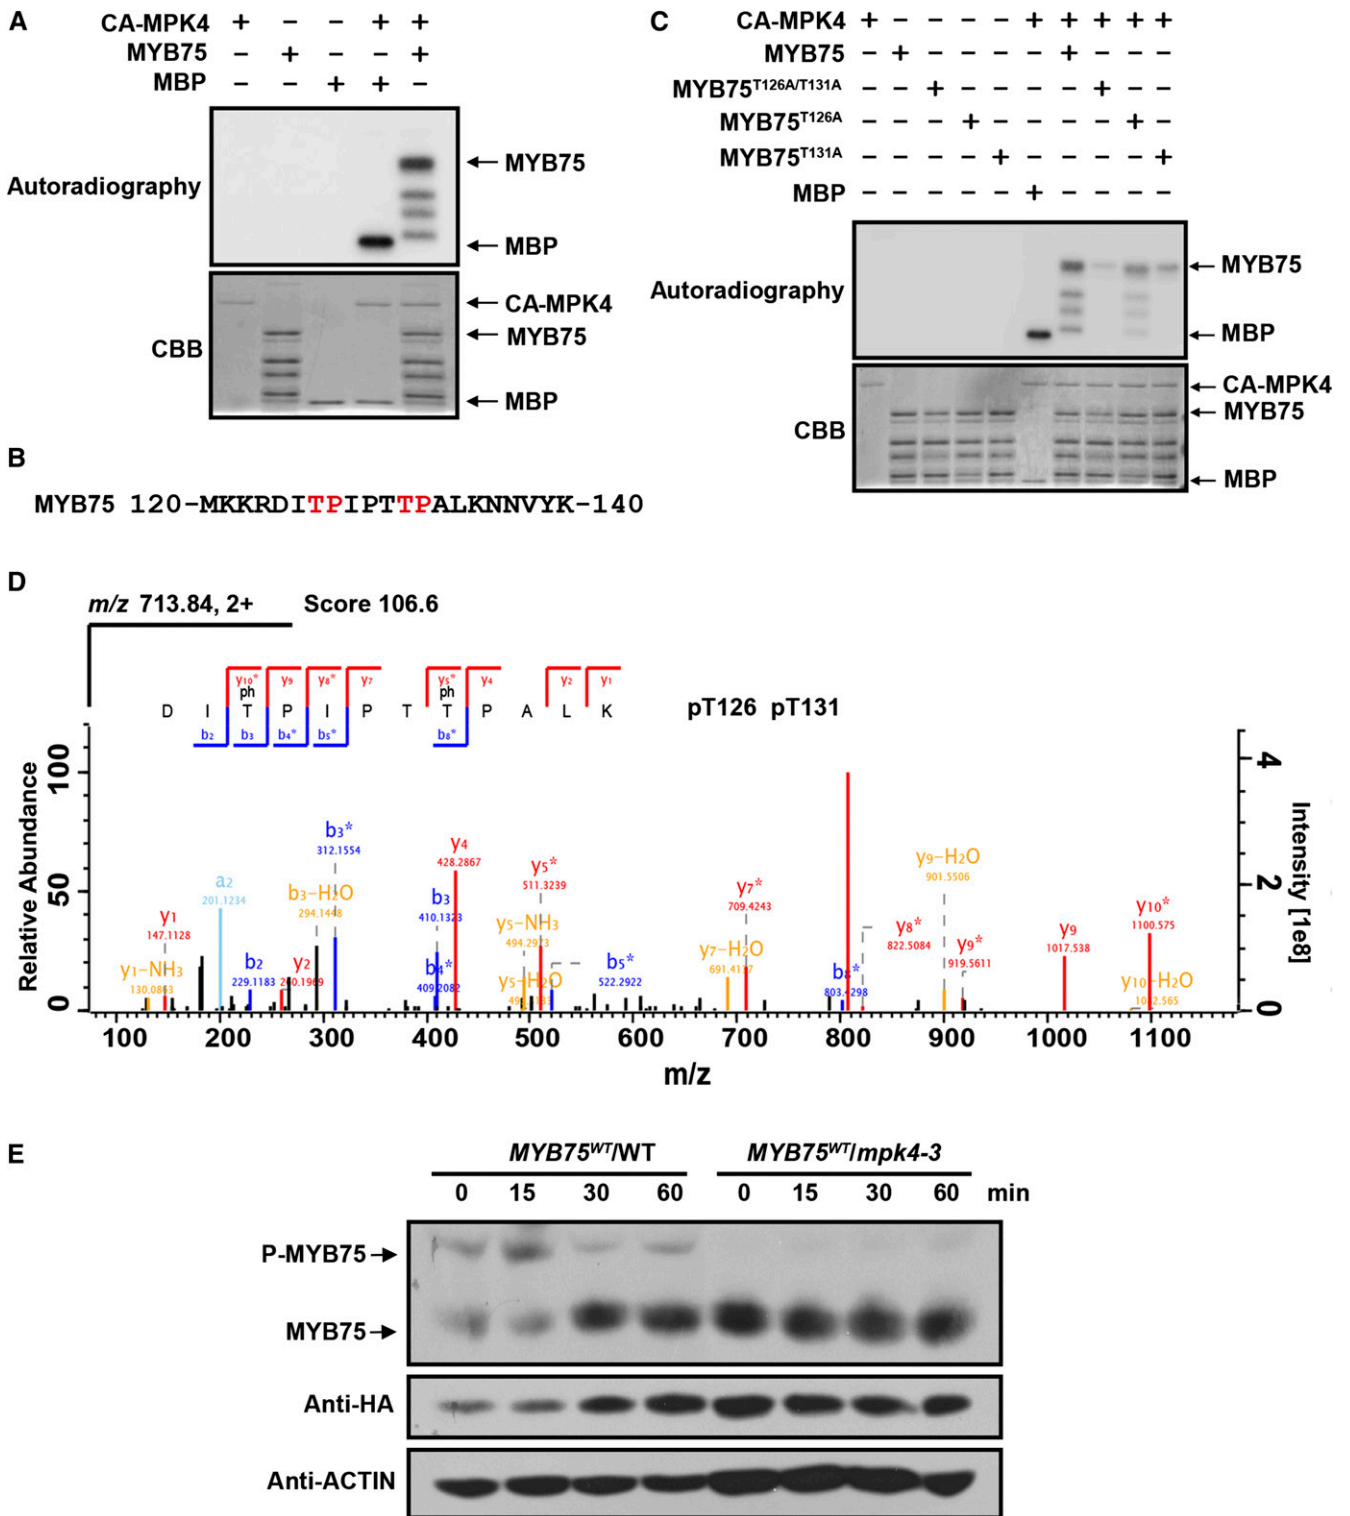 A
CA-MPK4 + – – + +
MYB75 – + – – +
MBP – – + + –
Autoradiography
MYB75
MBP
CBB
CA-MPK4
MYB75
MBP
B
MYB75 120-MKKRDITPIPTTPALKNNVYK-140
C
CA-MPK4 + – – – – + + + + +
MYB75 – + – – – – + – – –
MYB75T126A/T131A – – + – – – – + – –
MYB75T126A – – – + – – – – + –
MYB75T131A – – – – + – – – – +
MBP – – – – – + – – – –
Autoradiography
MYB75
MBP
CBB
CA-MPK4
MYB75
MBP
D
m/z 713.84, 2+ Score 106.6
y10* y9 y8* y7 y5* y4 y2 y1
ph ph
D I T P I P T T P A L K
pT126 pT131
b2 b3 b4* b5* b8*
Relative Abundance
100
50
0
Intensity [1e8]
4
2
0
y1-NH3
130.0863
y1
147.1128
a2
201.1234
b2
229.1183
y2
260.1969
b3-H2O
294.1448
b3*
312.1554
b3
410.1323
b4*
409.2082
y4
428.2867
y5-NH3
494.2973
y5-H2O
y5*
511.3239
b5*
522.2922
y7-H2O
691.4137
y7*
709.4243
b8*
803.4298
y8*
822.5084
y9-H2O
901.5506
y9*
919.5611
y9
1017.538
y10*
1100.575
y10-H2O
1082.565
100 200 300 400 500 600 700 800 900 1000 1100
m/z
E
MYB75WT/WT MYB75WT/mpk4-3
0 15 30 60 0 15 30 60 min
P-MYB75
MYB75
Anti-HA
Anti-ACTIN